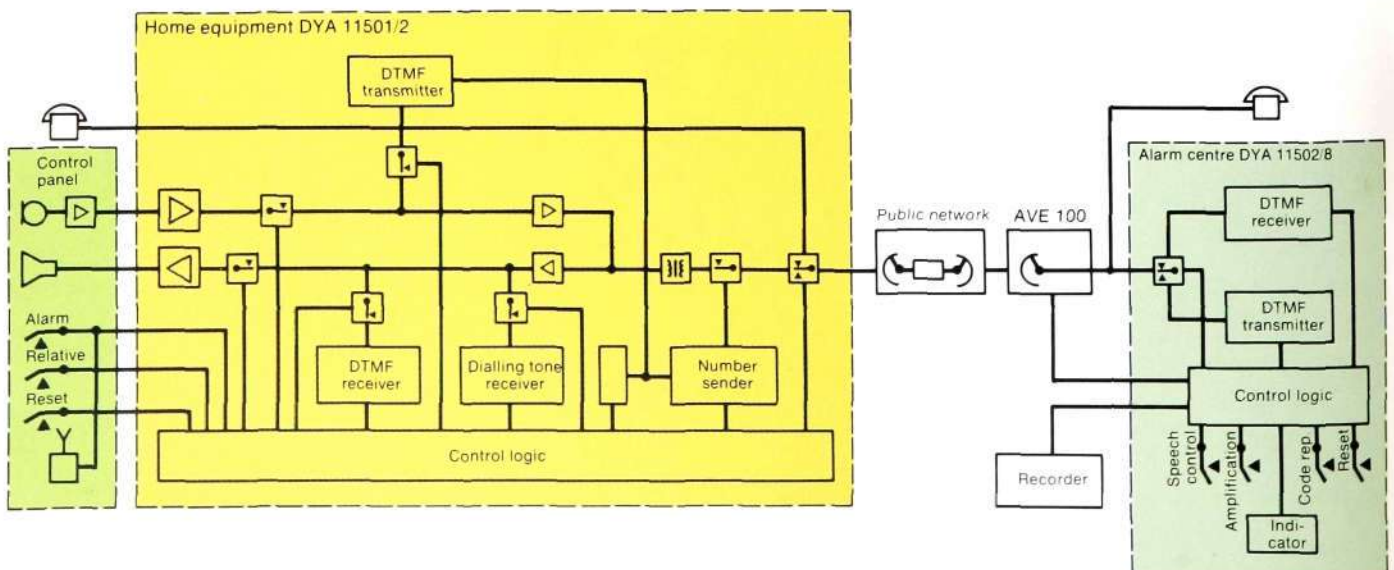 Home equipment DYA 11501/2
DTMF
transmitter
Control
panel
Alarm
Relative
Reset
DTMF
receiver
Dialling tone
receiver
Number
sender
Control logic
Public network
AVE 100
Recorder
Alarm centre DYA 11502/8
DTMF
receiver
DTMF
transmitter
Control logic
Speech
control
Amplification
Code rep.
Reset
Indi-
cator